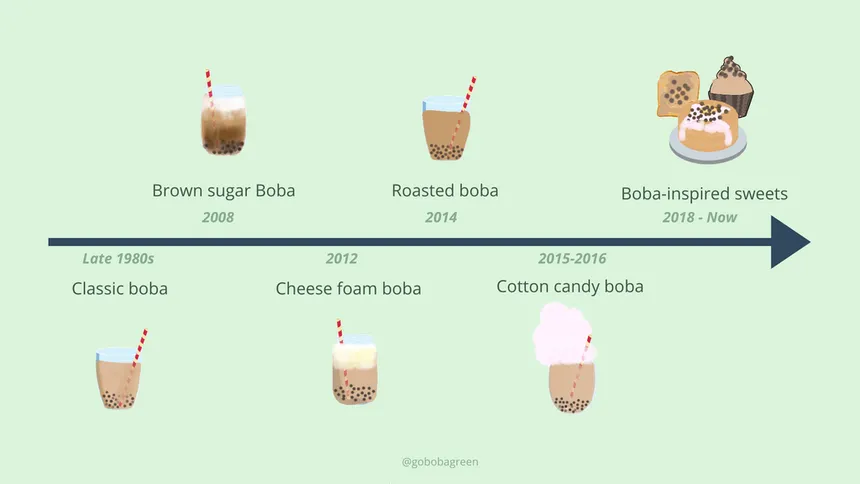 Brown sugar Boba
2008
Roasted boba
2014
Boba-inspired sweets
2018 - Now
Late 1980s
Classic boba
2012
Cheese foam boba
2015-2016
Cotton candy boba
@gobobagreen